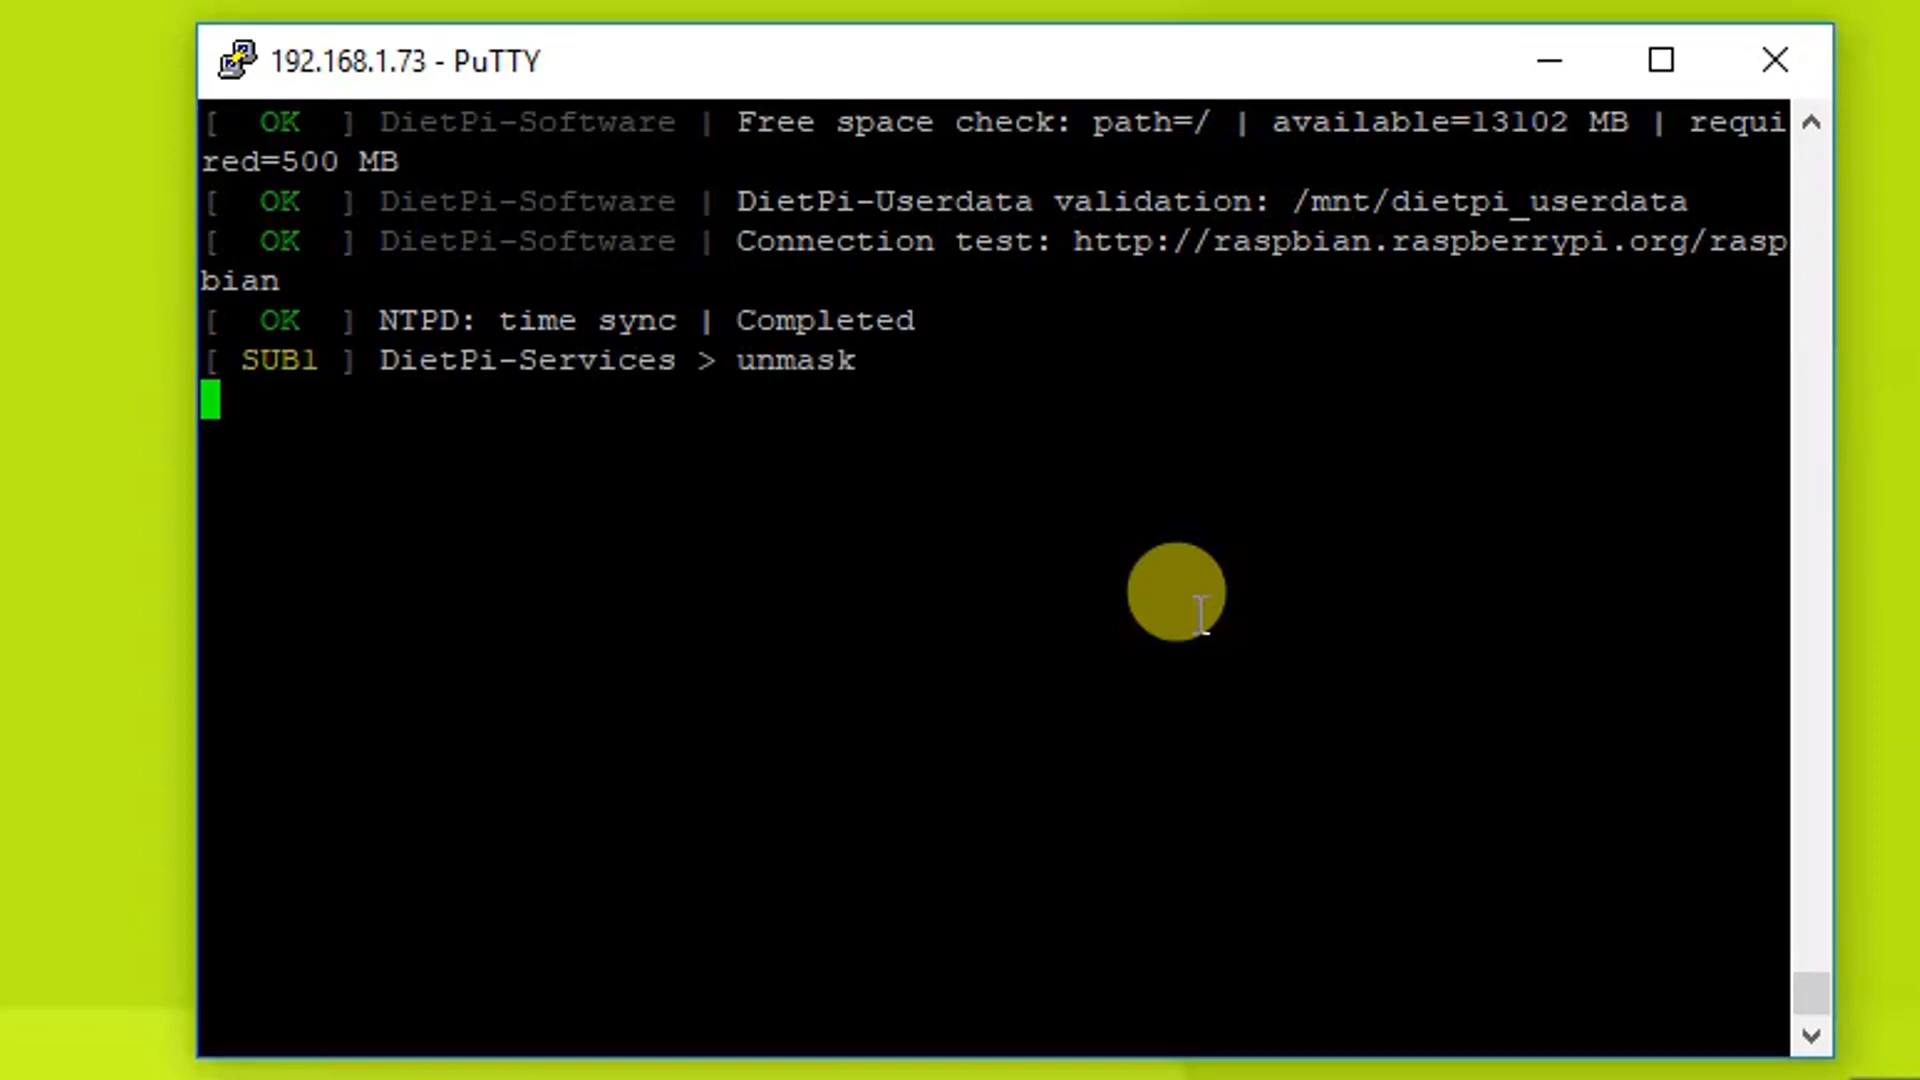 192.168.1.73 - PuTTY
[  OK  ] DietPi-Software | Free space check: path=/ | available=13102 MB | requi
red=500 MB
[  OK  ] DietPi-Software | DietPi-Userdata validation: /mnt/dietpi_userdata
[  OK  ] DietPi-Software | Connection test: http://raspbian.raspberrypi.org/rasp
bian
[  OK  ] NTPD: time sync | Completed
[ SUB1 ] DietPi-Services > unmask